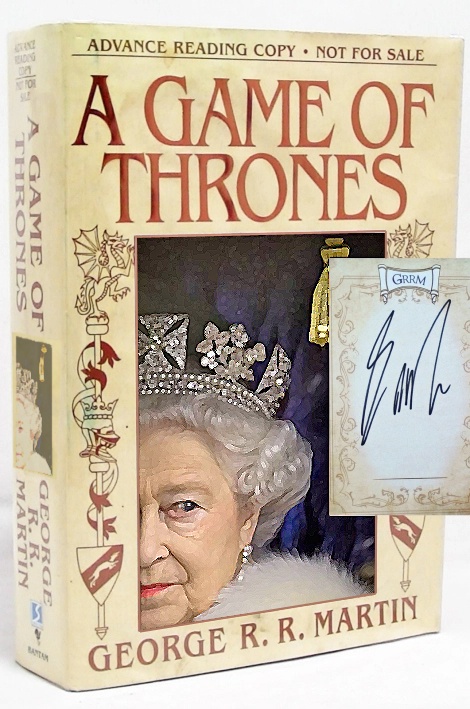 ADVANCE READING COPY • NOT FOR SALE
A GAME OF
THRONES
GEORGE R. R. MARTIN
ADVANCE
READING
COPY
NOT FOR
SALE
A GAME OF
THRONES
GEORGE
R. R.
MARTIN
BANTAM
GRRM